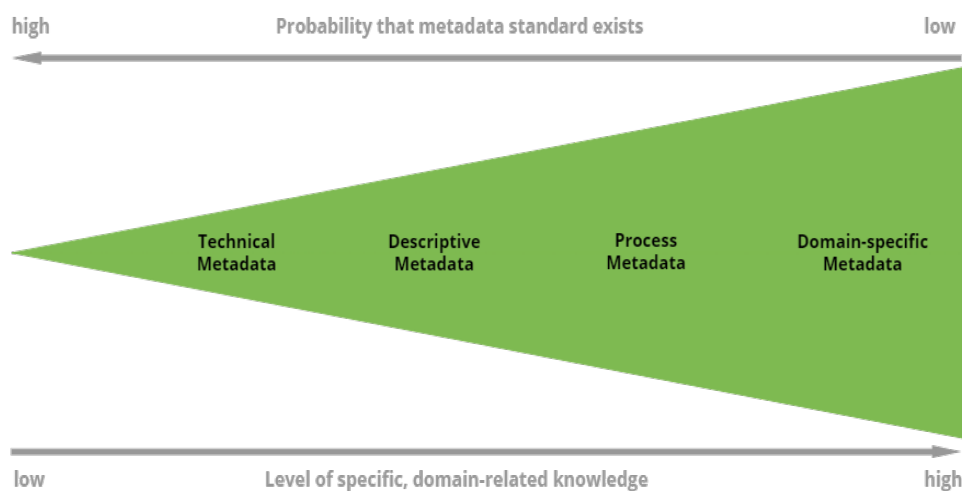 high Probability that metadata standard exists low
Technical Metadata
Descriptive Metadata
Process Metadata
Domain-specific Metadata
low Level of specific, domain-related knowledge high